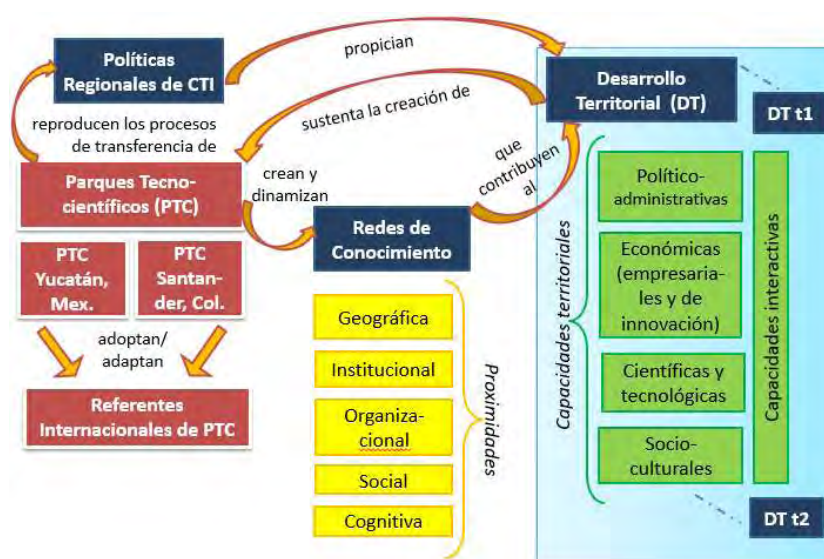 Políticas
Regionales de CTI
propician
Desarrollo
Territorial (DT)
DT t1
reproducen los procesos
de transferencia de
sustenta la creación de
Parques Tecno-
científicos (PTC)
crean y
dinamizan
que
contribuyen
al
Redes de
Conocimiento
PTC
Yucatán,
Mex.
PTC
Santan-
der, Col.
adoptan/
adaptan
Referentes
Internacionales de PTC
Geográfica
Institucional
Organiza-
cional
Social
Cognitiva
Proximidades
Capacidades territoriales
Político-
administrativas
Económicas
(empresaria-
les y de
innovación)
Científicas y
tecnológicas
Socio-
culturales
Capacidades interactivas
DT t2